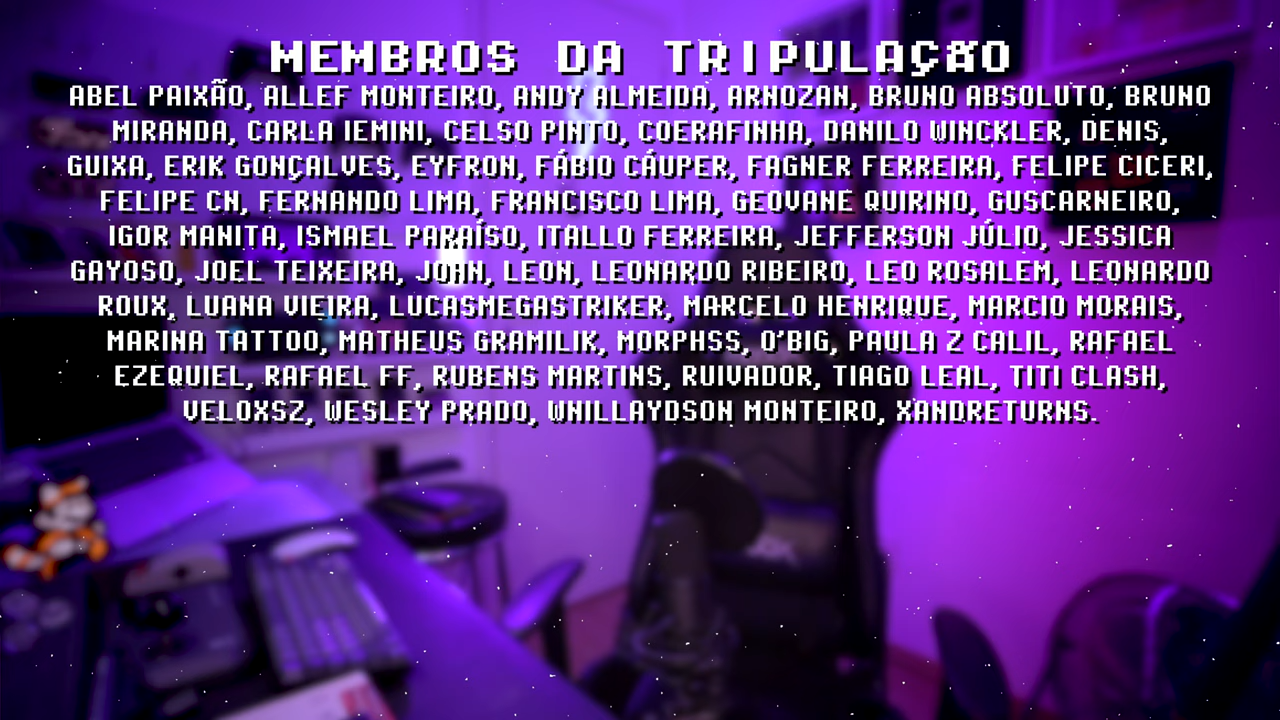 MEMBROS DA TRIPULAÇÃO
ABEL PAIXÃO, ALLEF MONTEIRO, ANDY ALMEIDA, ARNOZAN, BRUNO ABSOLUTO, BRUNO
MIRANDA, CARLA IEMINI, CELSO PINTO, COERAFINHA, DANILO WINCKLER, DENIS,
GUIXA, ERIK GONÇALVES, EYFRON, FÁBIO CÁUPER, FAGNER FERREIRA, FELIPE CICERI,
FELIPE CN, FERNANDO LIMA, FRANCISCO LIMA, GEOVANE QUIRINO, GUSCARNEIRO,
IGOR MANITA, ISMAEL PARAÍSO, ITALLO FERREIRA, JEFFERSON JÚLIO, JESSICA
GAYOSO, JOEL TEIXEIRA, JOHN, LEON, LEONARDO RIBEIRO, LEO ROSALEM, LEONARDO
ROUX, LUANA VIEIRA, LUCASMEGASTRIKER, MARCELO HENRIQUE, MARCIO MORAIS,
MARINA TATTOO, MATHEUS GRAMILIK, MORPHSS, O'BIG, PAULA Z CALIL, RAFAEL
EZEQUIEL, RAFAEL FF, RUBENS MARTINS, RUIVADOR, TIAGO LEAL, TITI CLASH,
VELOXSZ, WESLEY PRADO, WNILLAYDSON MONTEIRO, XANDRETURNS.